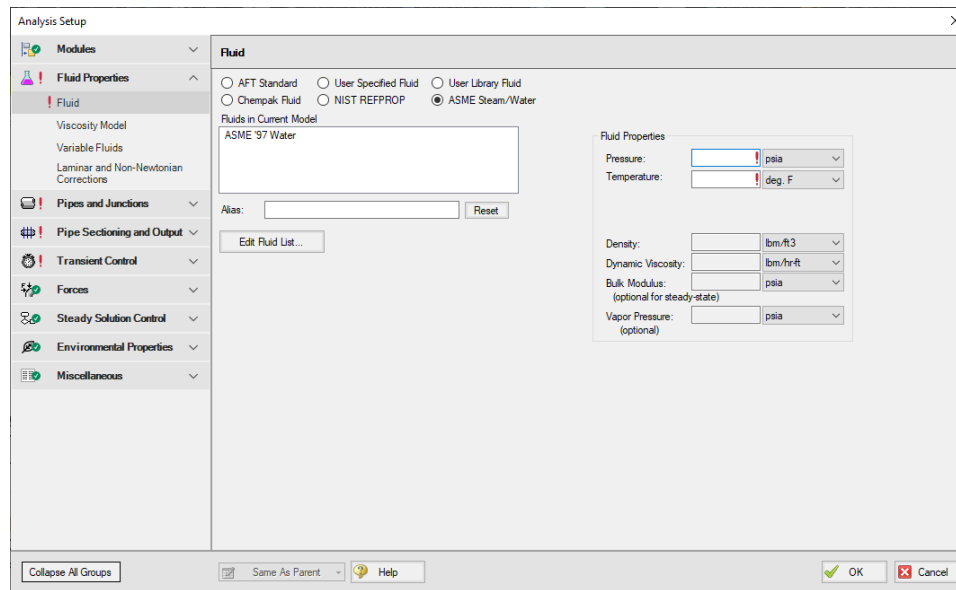 Analysis Setup
Modules
Fluid Properties
Fluid
Viscosity Model
Variable Fluids
Laminar and Non-Newtonian
Corrections
Pipes and Junctions
Pipe Sectioning and Output
Transient Control
Forces
Steady Solution Control
Environmental Properties
Miscellaneous
Collapse All Groups
Fluid
AFT Standard User Specified Fluid User Library Fluid
Chempak Fluid NIST REFPROP ASME Steam/Water
Fluids in Current Model
ASME '97 Water
Alias: Reset
Edit Fluid List...
Fluid Properties
Pressure: psia
Temperature: deg. F
Density: lbm/ft3
Dynamic Viscosity: lbm/hr-ft
Bulk Modulus: psia
(optional for steady-state)
Vapor Pressure: psia
(optional)
Same As Parent Help
OK Cancel